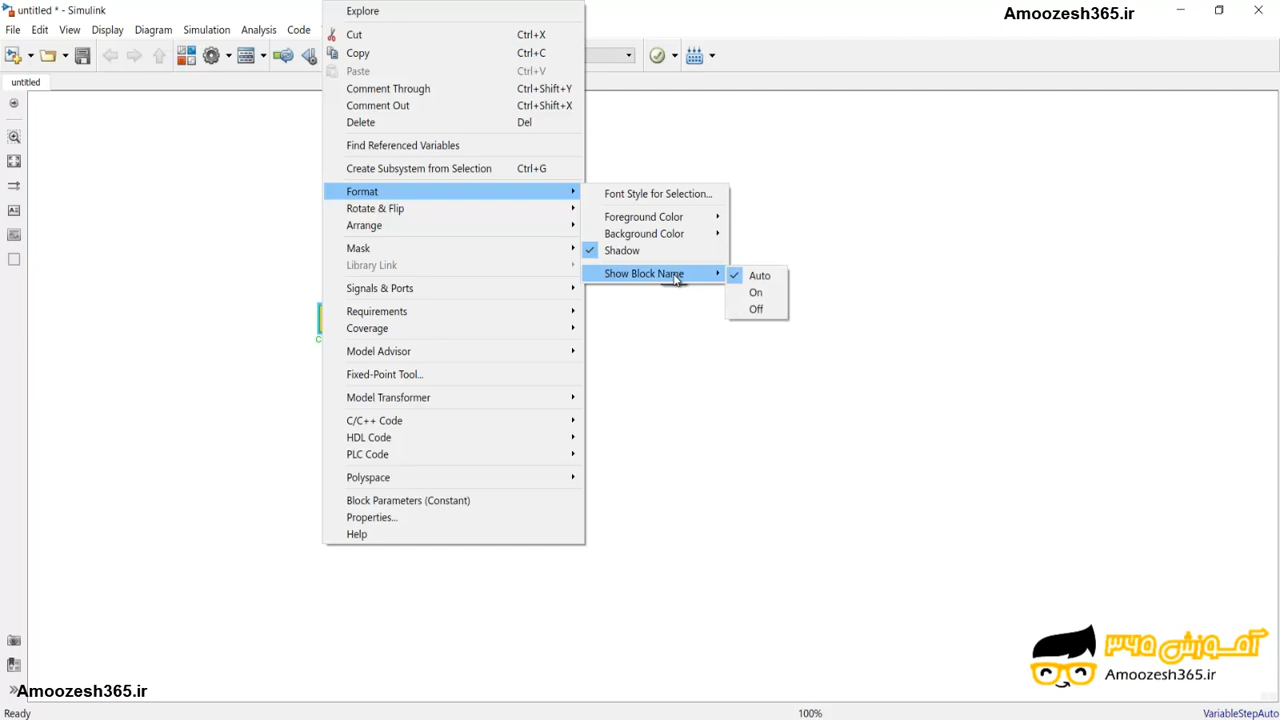 untitled * - Simulink
Amoozesh365.ir
File Edit View Display Diagram Simulation Analysis Code
untitled
Explore
Cut Ctrl+X
Copy Ctrl+C
Paste Ctrl+V
Comment Through Ctrl+Shift+Y
Comment Out Ctrl+Shift+X
Delete Del
Find Referenced Variables
Create Subsystem from Selection Ctrl+G
Format
Rotate & Flip
Arrange
Mask
Library Link
Signals & Ports
Requirements
Coverage
Model Advisor
Fixed-Point Tool...
Model Transformer
C/C++ Code
HDL Code
PLC Code
Polyspace
Block Parameters (Constant)
Properties...
Help
Font Style for Selection...
Foreground Color
Background Color
Shadow
Show Block Name
Auto
On
Off
آموزش ۳۶۵
Amoozesh365.ir
Amoozesh365.ir
Ready 100% VariableStepAuto